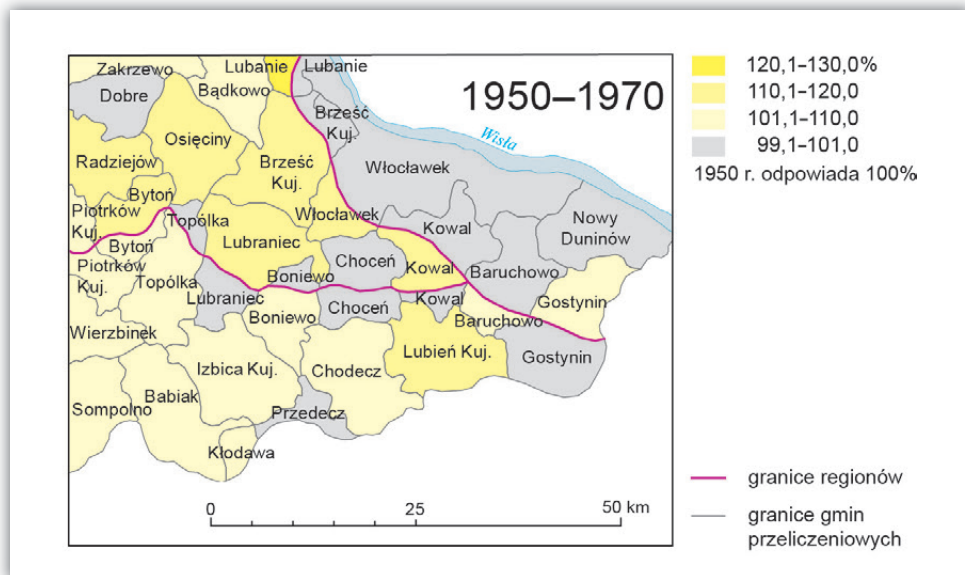 1950–1970
Zakrzewo
Lubanie
Lubanie
Dobre
Bądkowo
Brześć
Kuj.
Wisła
Osięciny
Radziejów
Brześć
Kuj.
Włocławek
Bytoń
Piotrków
Kuj.
Topólka
Włocławek
Kowal
Nowy
Duninów
Lubraniec
Bytoń
Choceń
Kowal
Baruchowo
Piotrków
Kuj.
Topólka
Boniewo
Lubraniec
Choceń
Kowal
Gostynin
Boniewo
Baruchowo
Wierzbinek
Lubień Kuj.
Gostynin
Izbica Kuj.
Chodecz
Babiak
Sompolno
Przedecz
Kłodawa
0 25 50 km
120,1–130,0%
110,1–120,0
101,1–110,0
99,1–101,0
1950 r. odpowiada 100%
granice regionów
granice gmin
przeliczeniowych